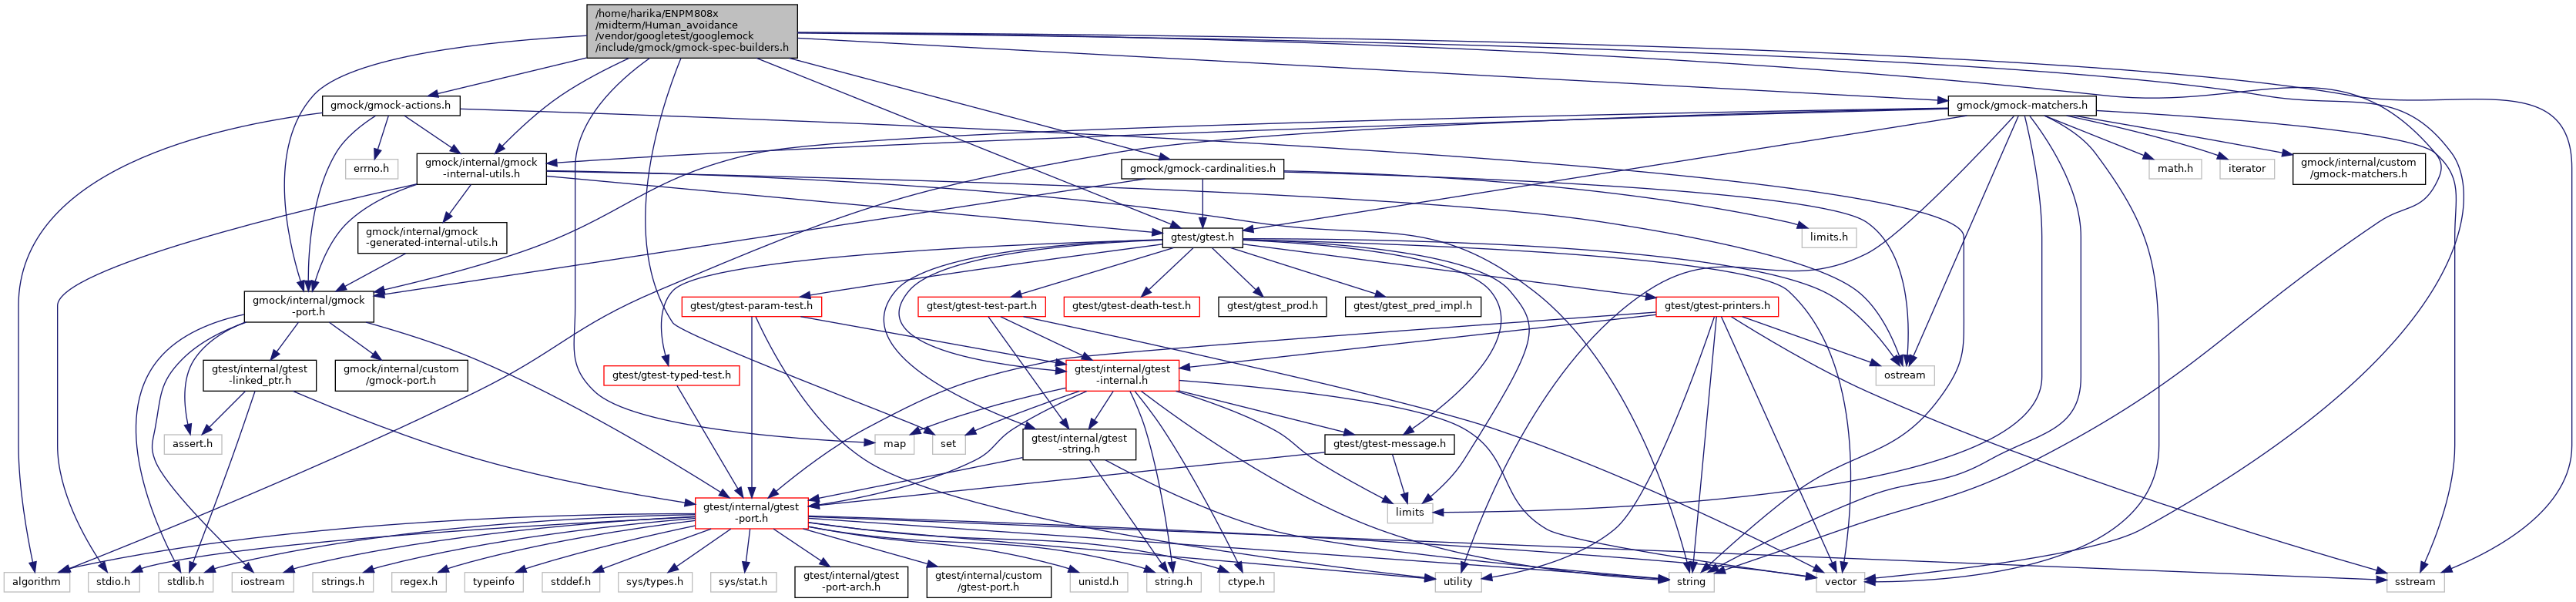 /home/harika/ENPM808x
/midterm/Human_avoidance
/vendor/googletest/googlemock
/include/gmock/gmock-spec-builders.h
gmock/gmock-actions.h
gmock/gmock-matchers.h
errno.h
gmock/internal/gmock
-internal-utils.h
gmock/gmock-cardinalities.h
math.h
iterator
gmock/internal/custom
/gmock-matchers.h
gmock/internal/gmock
-generated-internal-utils.h
gtest/gtest.h
limits.h
gmock/internal/gmock
-port.h
gtest/gtest-param-test.h
gtest/gtest-test-part.h
gtest/gtest-death-test.h
gtest/gtest_prod.h
gtest/gtest_pred_impl.h
gtest/gtest-printers.h
gtest/internal/gtest
-linked_ptr.h
gmock/internal/custom
/gmock-port.h
gtest/gtest-typed-test.h
gtest/internal/gtest
-internal.h
ostream
assert.h
map
set
gtest/internal/gtest
-string.h
gtest/gtest-message.h
gtest/internal/gtest
-port.h
limits
algorithm
stdio.h
stdlib.h
iostream
strings.h
regex.h
typeinfo
stddef.h
sys/types.h
sys/stat.h
gtest/internal/gtest
-port-arch.h
gtest/internal/custom
/gtest-port.h
unistd.h
string.h
ctype.h
utility
string
vector
sstream